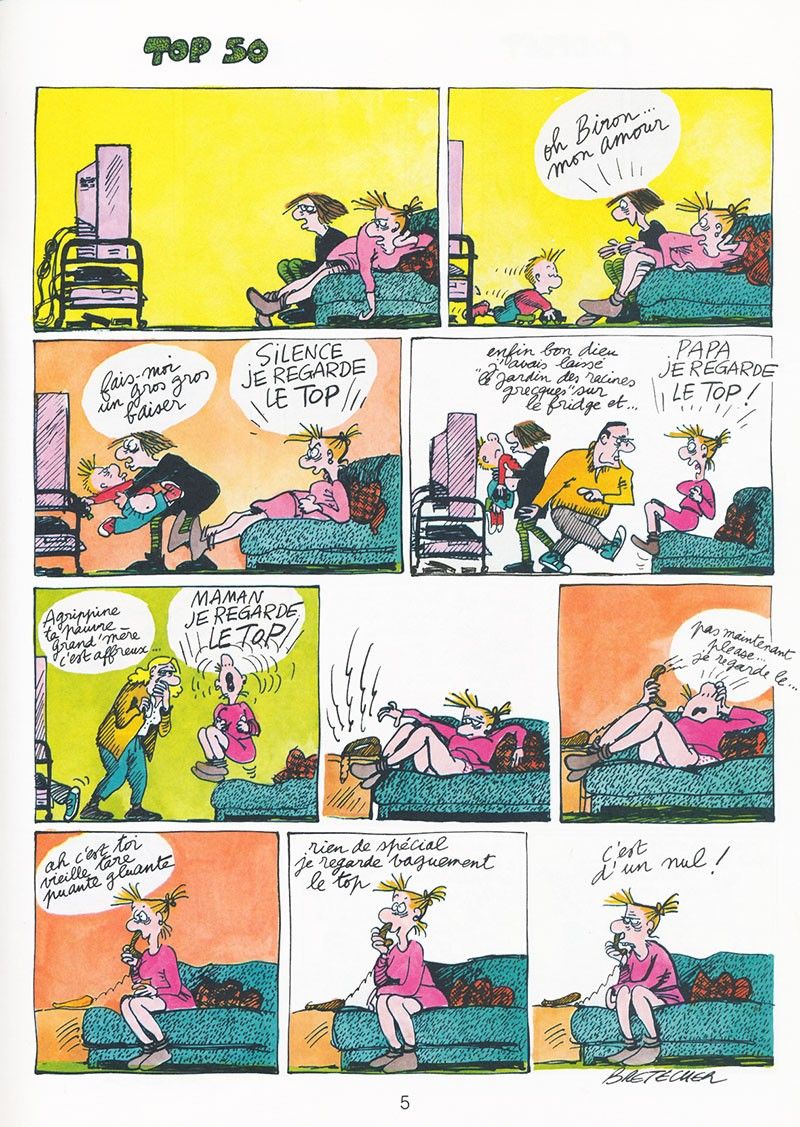 TOP 50
oh Biron...
mon amour
fais-moi
un gros gros
baiser
SILENCE
JE REGARDE
LE TOP
enfin bon dieu
j'avais laissé
"le jardin des racines
grecques" sur
le fridge et...
PAPA
JE REGARDE
LE TOP !
Agrippine
ta pauvre
grand'mère
c'est affreux...
MAMAN
JE REGARDE
LE TOP!
pas maintenant
please...
je regarde le...
ah c'est toi
vieille tare
puante gluante
rien de spécial
je regarde vaguement
le top
c'est
d'un nul !
BRETECHER
5